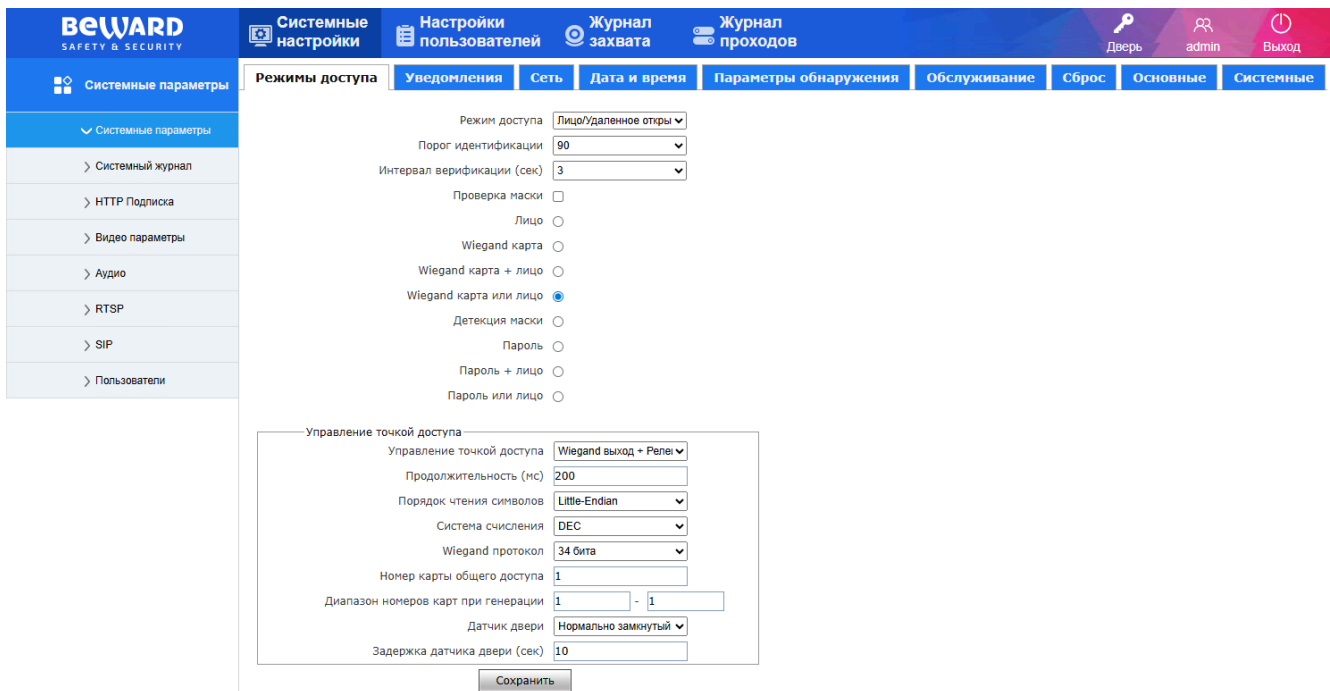 BEWARD
SAFETY & SECURITY
Системные настройки
Настройки пользователей
Журнал захвата
Журнал проходов
Дверь
admin
Выход
Системные параметры
Режимы доступа
Уведомления
Сеть
Дата и время
Параметры обнаружения
Обслуживание
Сброс
Основные
Системные
Системные параметры
Системный журнал
HTTP Подписка
Видео параметры
Аудио
RTSP
SIP
Пользователи
Режим доступа Лицо/Удаленное откры
Порог идентификации 90
Интервал верификации (сек) 3
Проверка маски
Лицо
Wiegand карта
Wiegand карта + лицо
Wiegand карта или лицо
Детекция маски
Пароль
Пароль + лицо
Пароль или лицо
Управление точкой доступа
Управление точкой доступа Wiegand выход + Реле
Продолжительность (мс) 200
Порядок чтения символов Little-Endian
Система счисления DEC
Wiegand протокол 34 бита
Номер карты общего доступа 1
Диапазон номеров карт при генерации 1 - 1
Датчик двери Нормально замкнутый
Задержка датчика двери (сек) 10
Сохранить